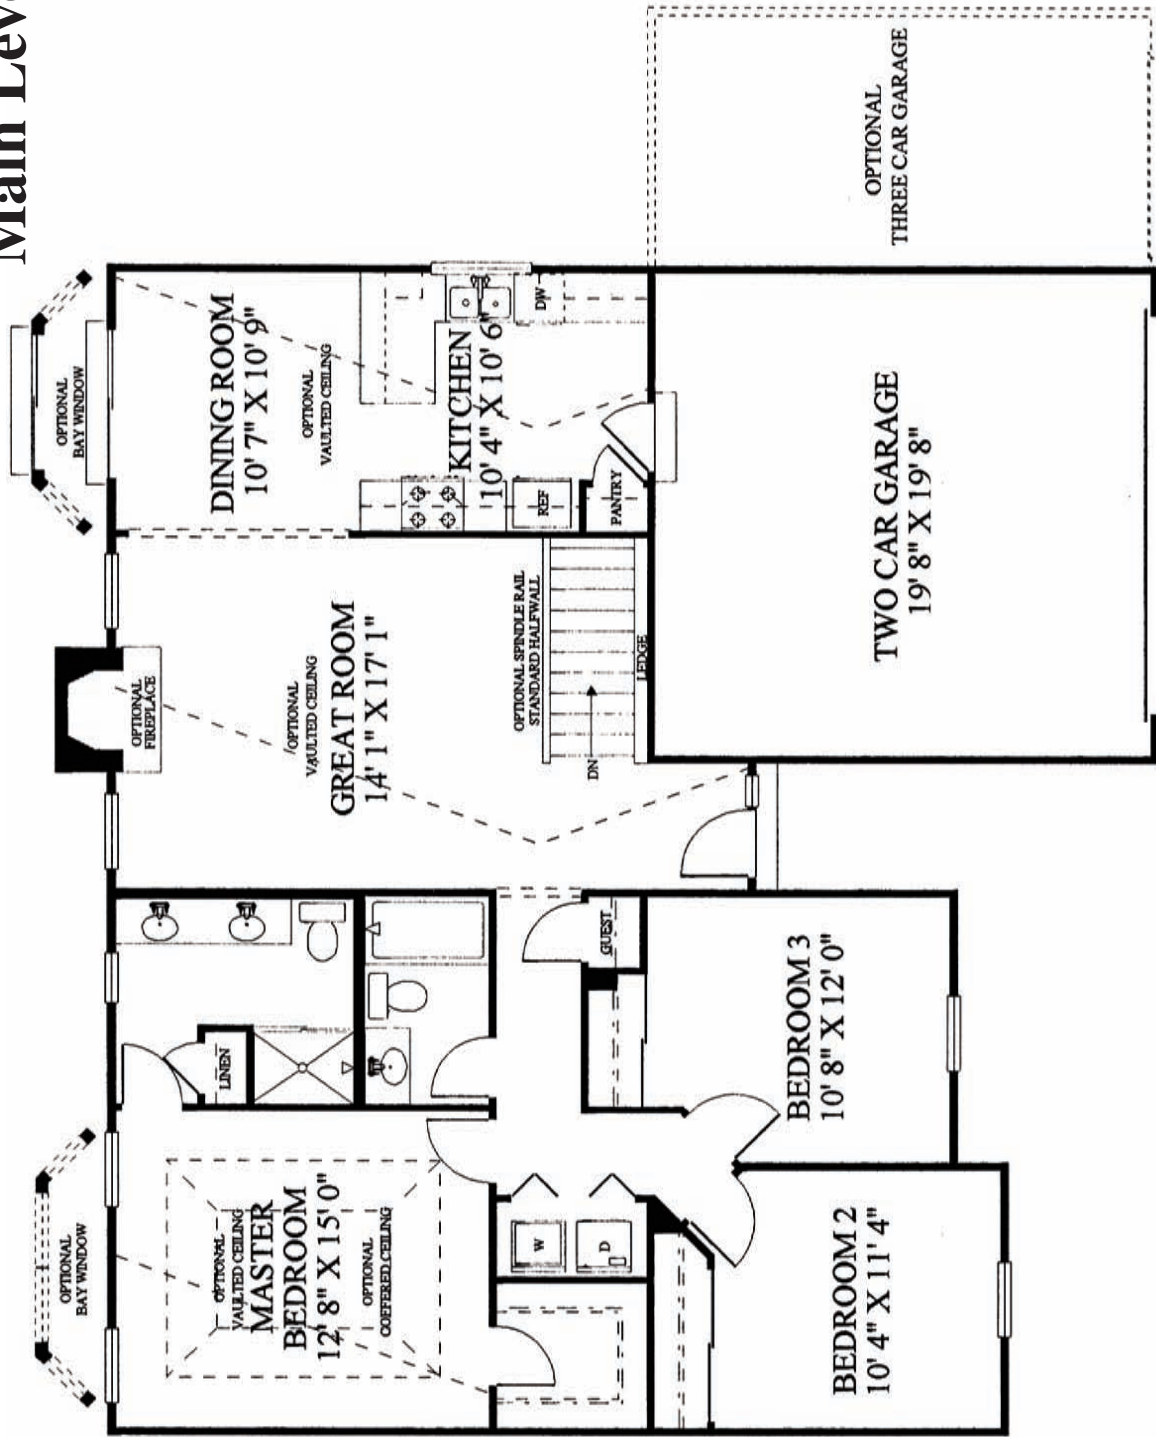 Main Leve
OPTIONAL
BAY WINDOW
OPTIONAL
VAULTED CEILING
MASTER
BEDROOM
12' 8" X 15' 0"
OPTIONAL
COFFERED CEILING
LINEN
W
D
BEDROOM 2
10' 4" X 11' 4"
BEDROOM 3
10' 8" X 12' 0"
GUEST
OPTIONAL
FIREPLACE
OPTIONAL
VAULTED CEILING
GREAT ROOM
14' 1" X 17' 1"
OPTIONAL SPINDLE RAIL
STANDARD HALFWALL
DN
LEDGE
OPTIONAL
BAY WINDOW
DINING ROOM
10' 7" X 10' 9"
OPTIONAL
VAULTED CEILING
KITCHEN
10' 4" X 10' 6"
DW
REF
PANTRY
TWO CAR GARAGE
19' 8" X 19' 8"
OPTIONAL
THREE CAR GARAGE